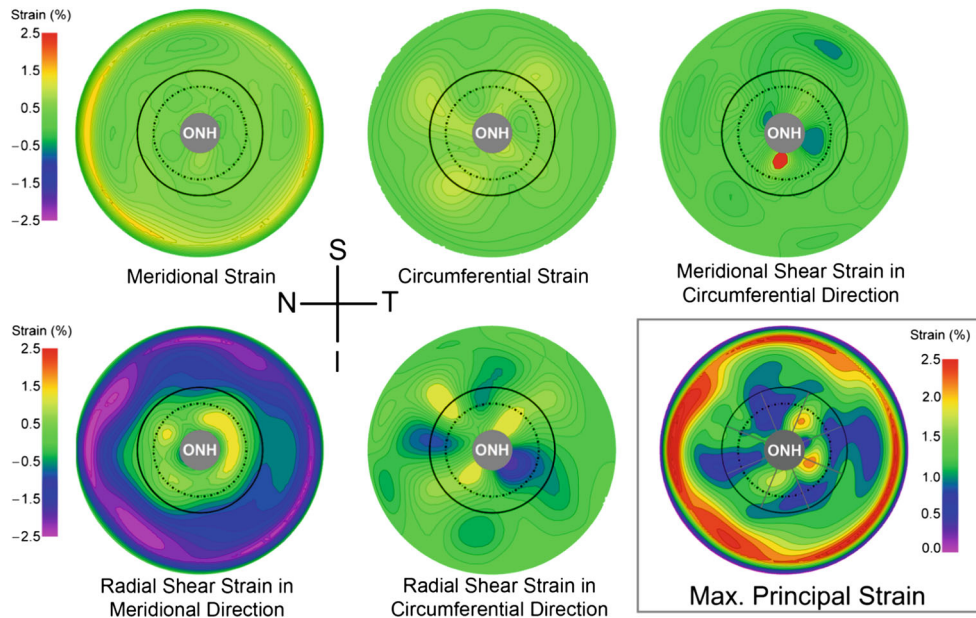 Strain (%)
2.5
1.5
0.5
−0.5
−1.5
−2.5
ONH
ONH
ONH
Meridional Strain
Circumferential Strain
Meridional Shear Strain in
Circumferential Direction
S
N
T
I
Strain (%)
2.5
1.5
0.5
−0.5
−1.5
−2.5
ONH
ONH
ONH
Strain (%)
2.5
2.0
1.5
1.0
0.5
0.0
Radial Shear Strain in
Meridional Direction
Radial Shear Strain in
Circumferential Direction
Max. Principal Strain